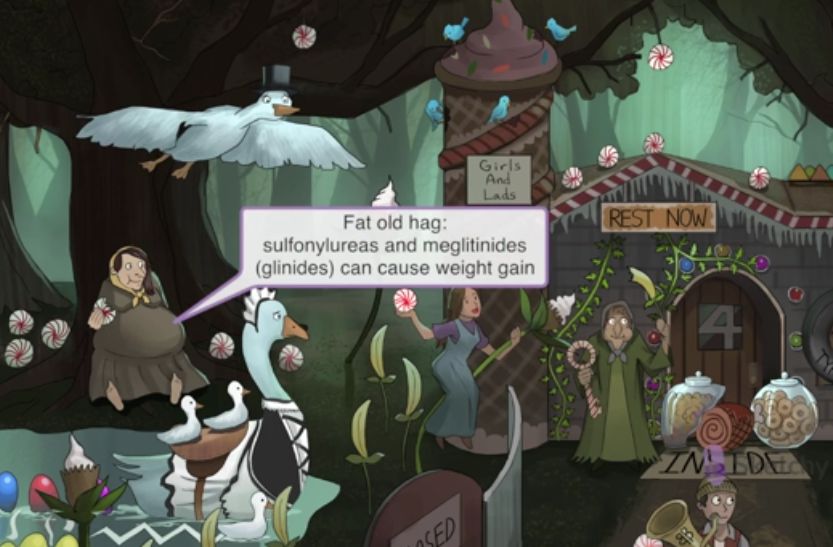 Girls
And
Lads
REST NOW
Fat old hag:
sulfonylureas and meglitinides
(glinides) can cause weight gain
4
INSIDE